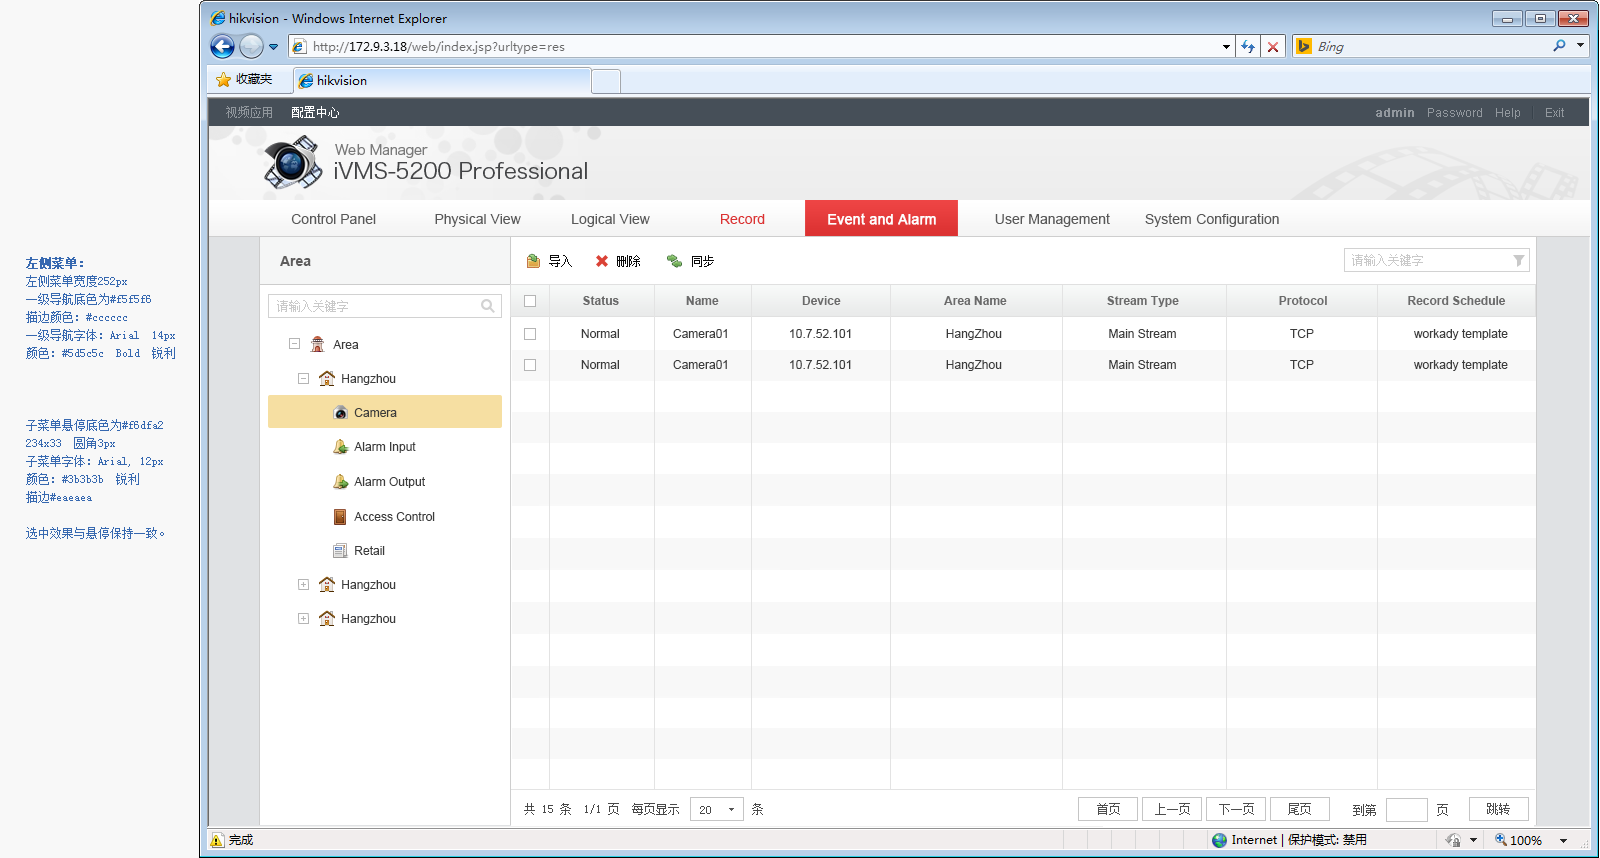 hikvision - Windows Internet Explorer
http://172.9.3.18/web/index.jsp?urltype=res
Bing
收藏夹
hikvision
视频应用 配置中心
admin Password Help Exit
Web Manager
iVMS-5200 Professional
Control Panel Physical View Logical View Record Event and Alarm User Management System Configuration
左侧菜单:
左侧菜单宽度252px
一级导航底色为#f5f5f6
描边颜色: #cccccc
一级导航字体: Arial 14px
颜色: #5d5c5c Bold 锐利
子菜单悬停底色为#f6dfa2
234x33 圆角3px
子菜单字体: Arial, 12px
颜色: #3b3b3b 锐利
描边#eaeaea
选中效果与悬停保持一致。
Area
请输入关键字
Area
Hangzhou
Camera
Alarm Input
Alarm Output
Access Control
Retail
Hangzhou
Hangzhou
导入 删除 同步
请输入关键字
Status Name Device Area Name Stream Type Protocol Record Schedule
Normal Camera01 10.7.52.101 HangZhou Main Stream TCP workady template
Normal Camera01 10.7.52.101 HangZhou Main Stream TCP workady template
共 15 条 1/1 页 每页显示 20 条 首页 上一页 下一页 尾页 到第 页 跳转
完成
Internet | 保护模式: 禁用
100%